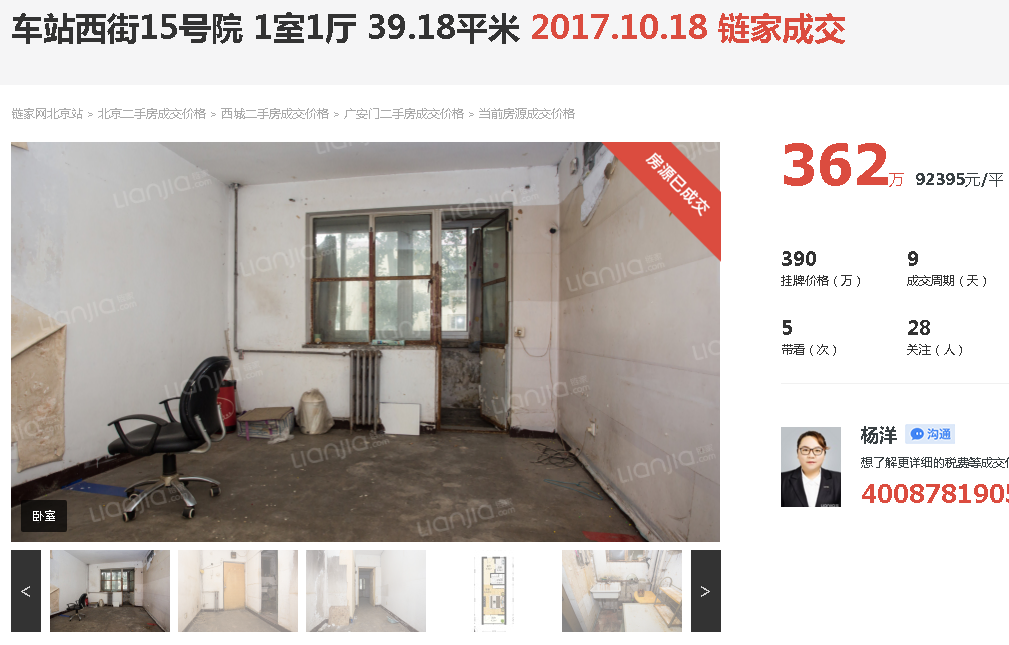 车站西街15号院 1室1厅 39.18平米 2017.10.18 链家成交
链家网北京站 > 北京二手房成交价格 > 西城二手房成交价格 > 广安门二手房成交价格 > 当前房源成交价格
房源已成交
362万 92395元/平
390 9
挂牌价格（万） 成交周期（天）
5 28
带看（次） 关注（人）
杨洋 沟通
想了解更详细的税费等成交
400878190
卧室
Lianjia.com
< >